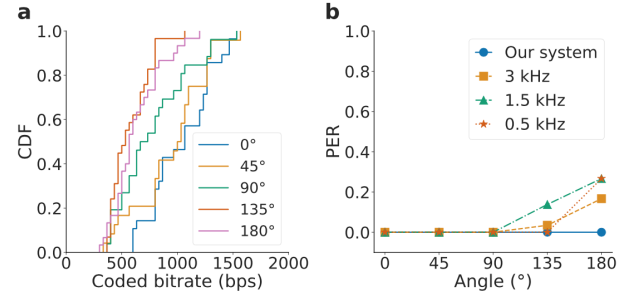 a
1.0
0.8
0.6
0.4
0.2
0.0
CDF
0
500
1000
1500
2000
Coded bitrate (bps)
0°
45°
90°
135°
180°
b
1.0
0.8
0.6
0.4
0.2
0.0
PER
0
45
90
135
180
Angle (°)
Our system
3 kHz
1.5 kHz
0.5 kHz